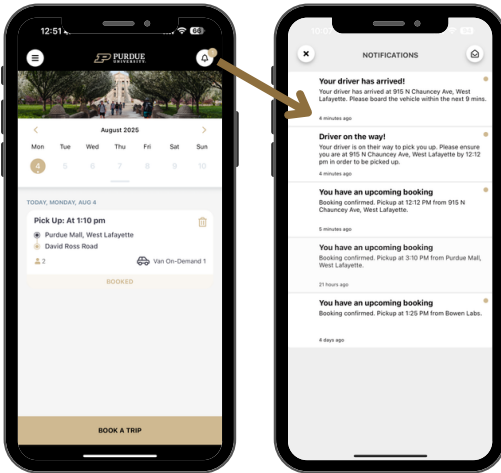 12:51
66
PURDUE
UNIVERSITY
August 2025
Mon Tue Wed Thu Fri Sat Sun
4 5 6 7 8 9 10
TODAY, MONDAY, AUG 4
Pick Up: At 1:10 pm
Purdue Mall, West Lafayette
David Ross Road
2
Van On-Demand 1
BOOKED
BOOK A TRIP
NOTIFICATIONS
Your driver has arrived!
Your driver has arrived at 915 N Chauncey Ave, West
Lafayette. Please board the vehicle within the next 9 mins.
4 minutes ago
Driver on the way!
Your driver is on their way to pick you up. Please ensure
you are at 915 N Chauncey Ave, West Lafayette by 12:12
pm in order to be picked up.
4 minutes ago
You have an upcoming booking
Booking confirmed. Pickup at 12:12 PM from 915 N
Chauncey Ave, West Lafayette.
5 minutes ago
You have an upcoming booking
Booking confirmed. Pickup at 3:10 PM from Purdue Mall,
West Lafayette.
21 hours ago
You have an upcoming booking
Booking confirmed. Pickup at 1:25 PM from Bowen Labs.
4 days ago